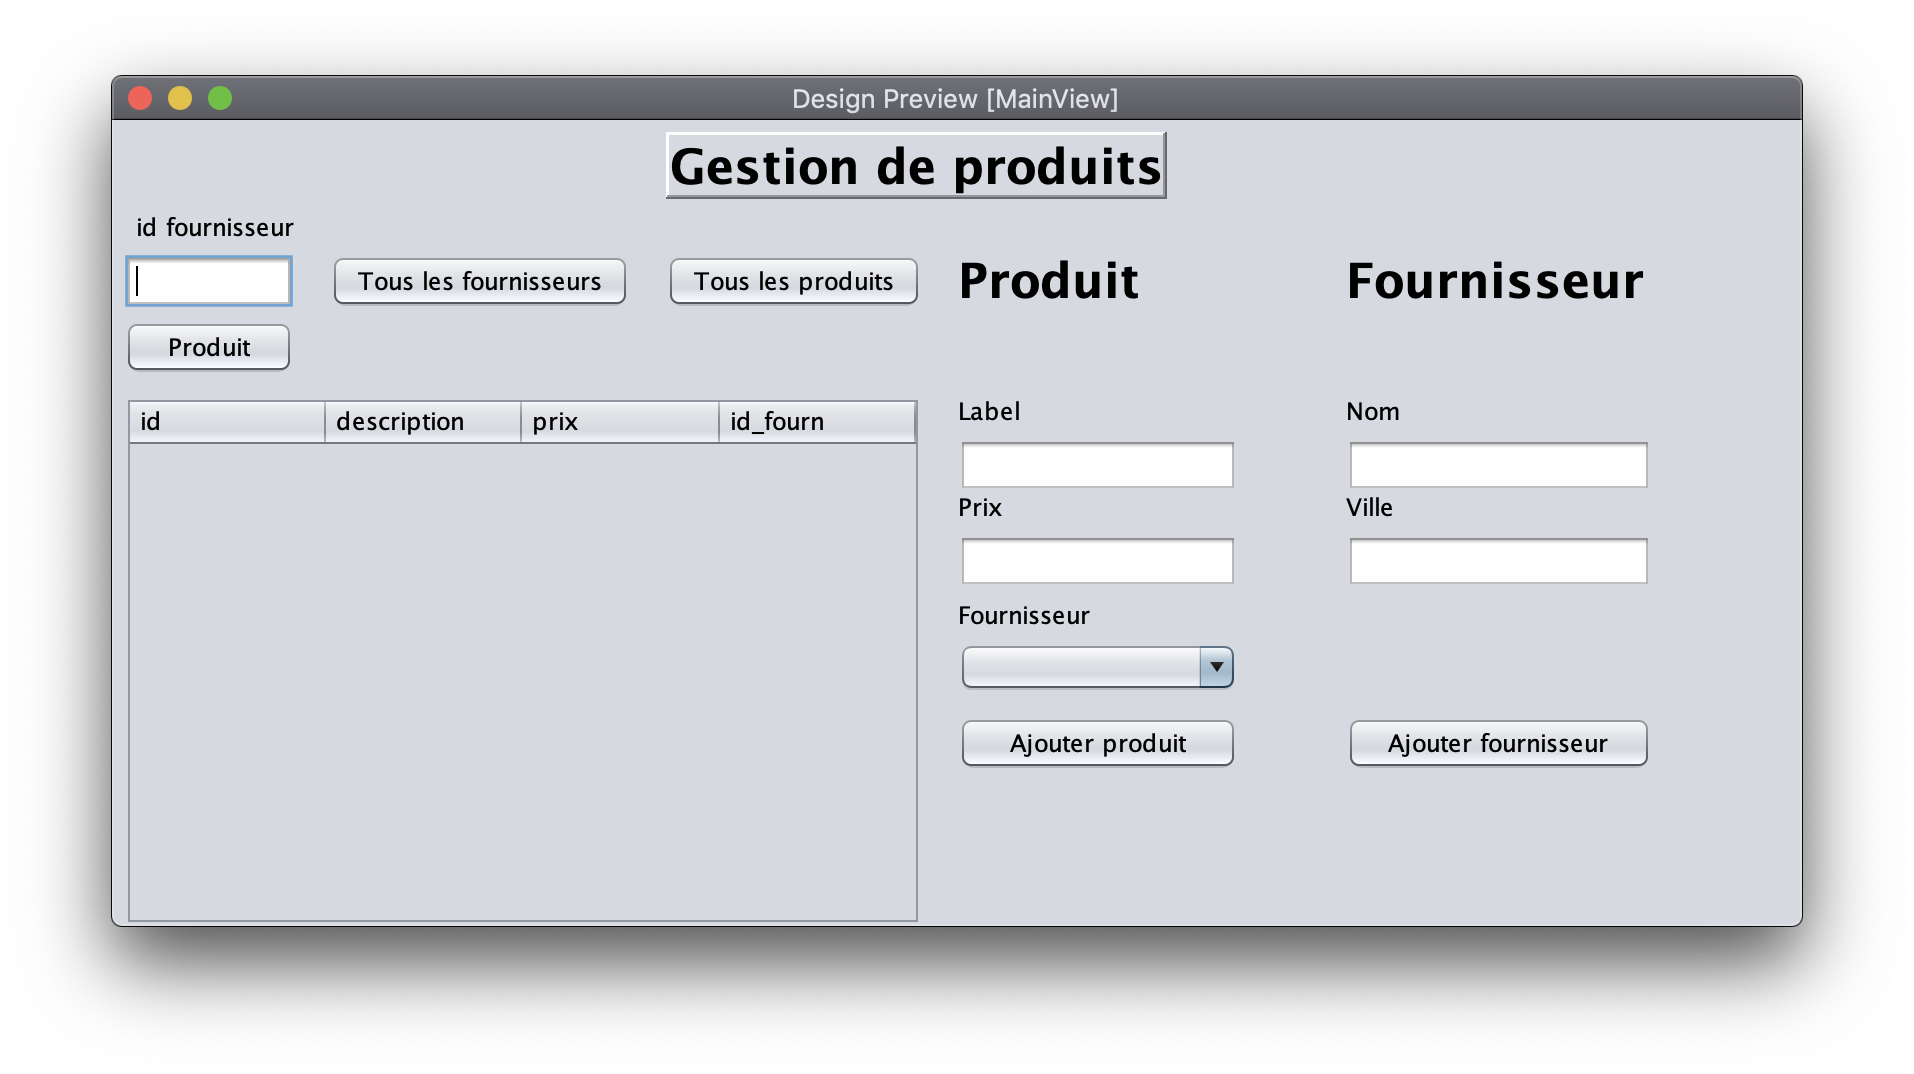 Design Preview [MainView]
Gestion de produits
id fournisseur
Tous les fournisseurs
Tous les produits
Produit
Fournisseur
Produit
id description prix id_fourn
Label
Nom
Prix
Ville
Fournisseur
Ajouter produit
Ajouter fournisseur